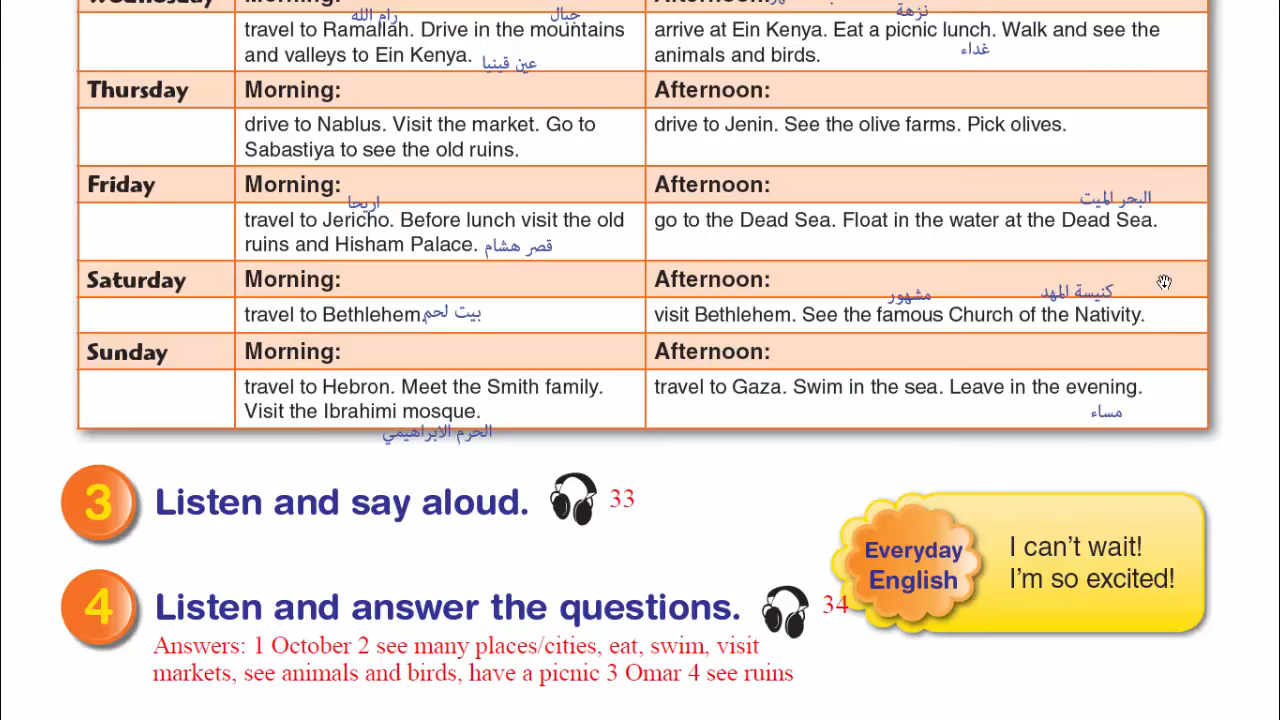 Wednesday Morning: Afternoon:
رام الله جبال نزهة
travel to Ramallah. Drive in the mountains arrive at Ein Kenya. Eat a picnic lunch. Walk and see the
and valleys to Ein Kenya. عين قينيا animals and birds. غداء
Thursday Morning: Afternoon:
drive to Nablus. Visit the market. Go to drive to Jenin. See the olive farms. Pick olives.
Sabastiya to see the old ruins.
Friday Morning: Afternoon:
اريحا البحر الميت
travel to Jericho. Before lunch visit the old go to the Dead Sea. Float in the water at the Dead Sea.
ruins and Hisham Palace. قصر هشام
Saturday Morning: Afternoon:
مشهور كنيسة المهد
travel to Bethlehem. بيت لحم visit Bethlehem. See the famous Church of the Nativity.
Sunday Morning: Afternoon:
travel to Hebron. Meet the Smith family. travel to Gaza. Swim in the sea. Leave in the evening.
Visit the Ibrahimi mosque. مساء
الحرم الابراهيمي
3 Listen and say aloud. 33
4 Listen and answer the questions. 34
Answers: 1 October 2 see many places/cities, eat, swim, visit
markets, see animals and birds, have a picnic 3 Omar 4 see ruins
Everyday
English
I can't wait!
I'm so excited!